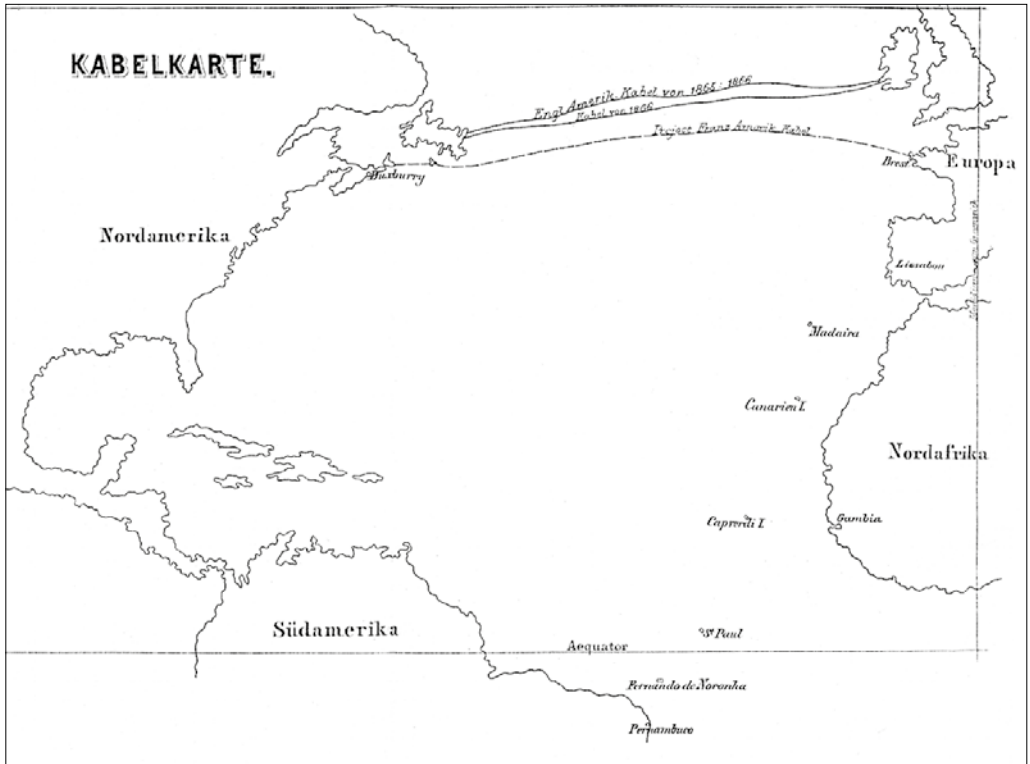 KABELKARTE.
Engl Amerik Kabel von 1865 : 1866
Kabel von 1866
Project Franz Amerik Kabel
Duxburry
Brest
Europa
Nordamerika
Lissabon
Madaira
Canarien I.
Nordafrika
Capverdi I.
Gambia
Südamerika
St Paul
Aequator
Fernando de Noronha
Pernambuco